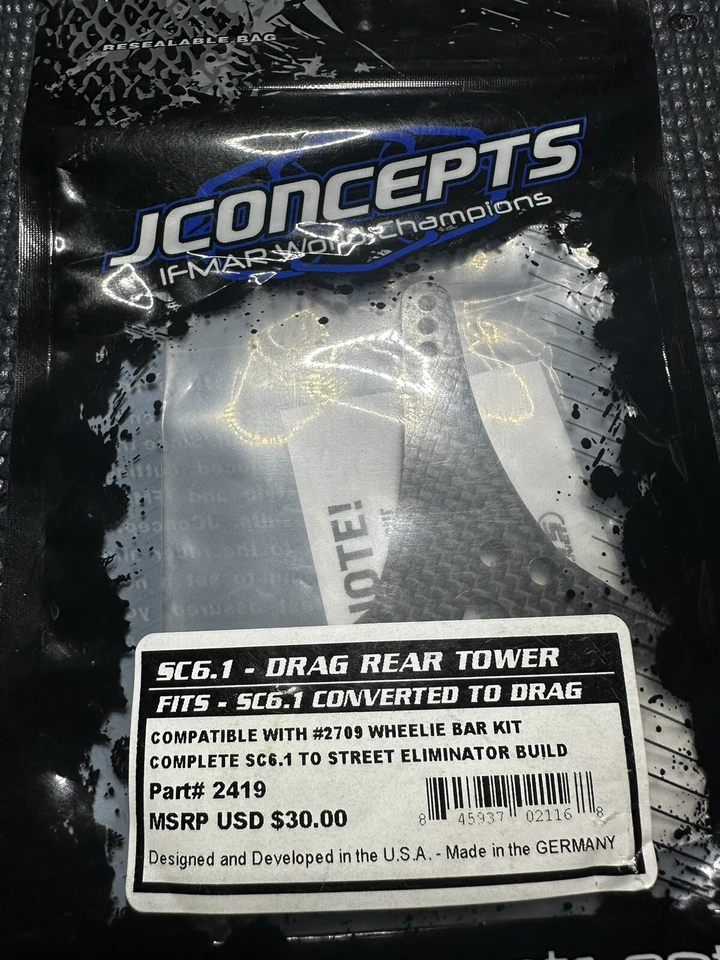 RESEALABLE BAG
JCONCEPTS
IFMAR World Champions
NOTE!
SC6.1 - DRAG REAR TOWER
FITS - SC6.1 CONVERTED TO DRAG
COMPATIBLE WITH #2709 WHEELIE BAR KIT
COMPLETE SC6.1 TO STREET ELIMINATOR BUILD
Part# 2419
MSRP USD $30.00
8 45937 02116 8
Designed and Developed in the U.S.A. - Made in the GERMANY